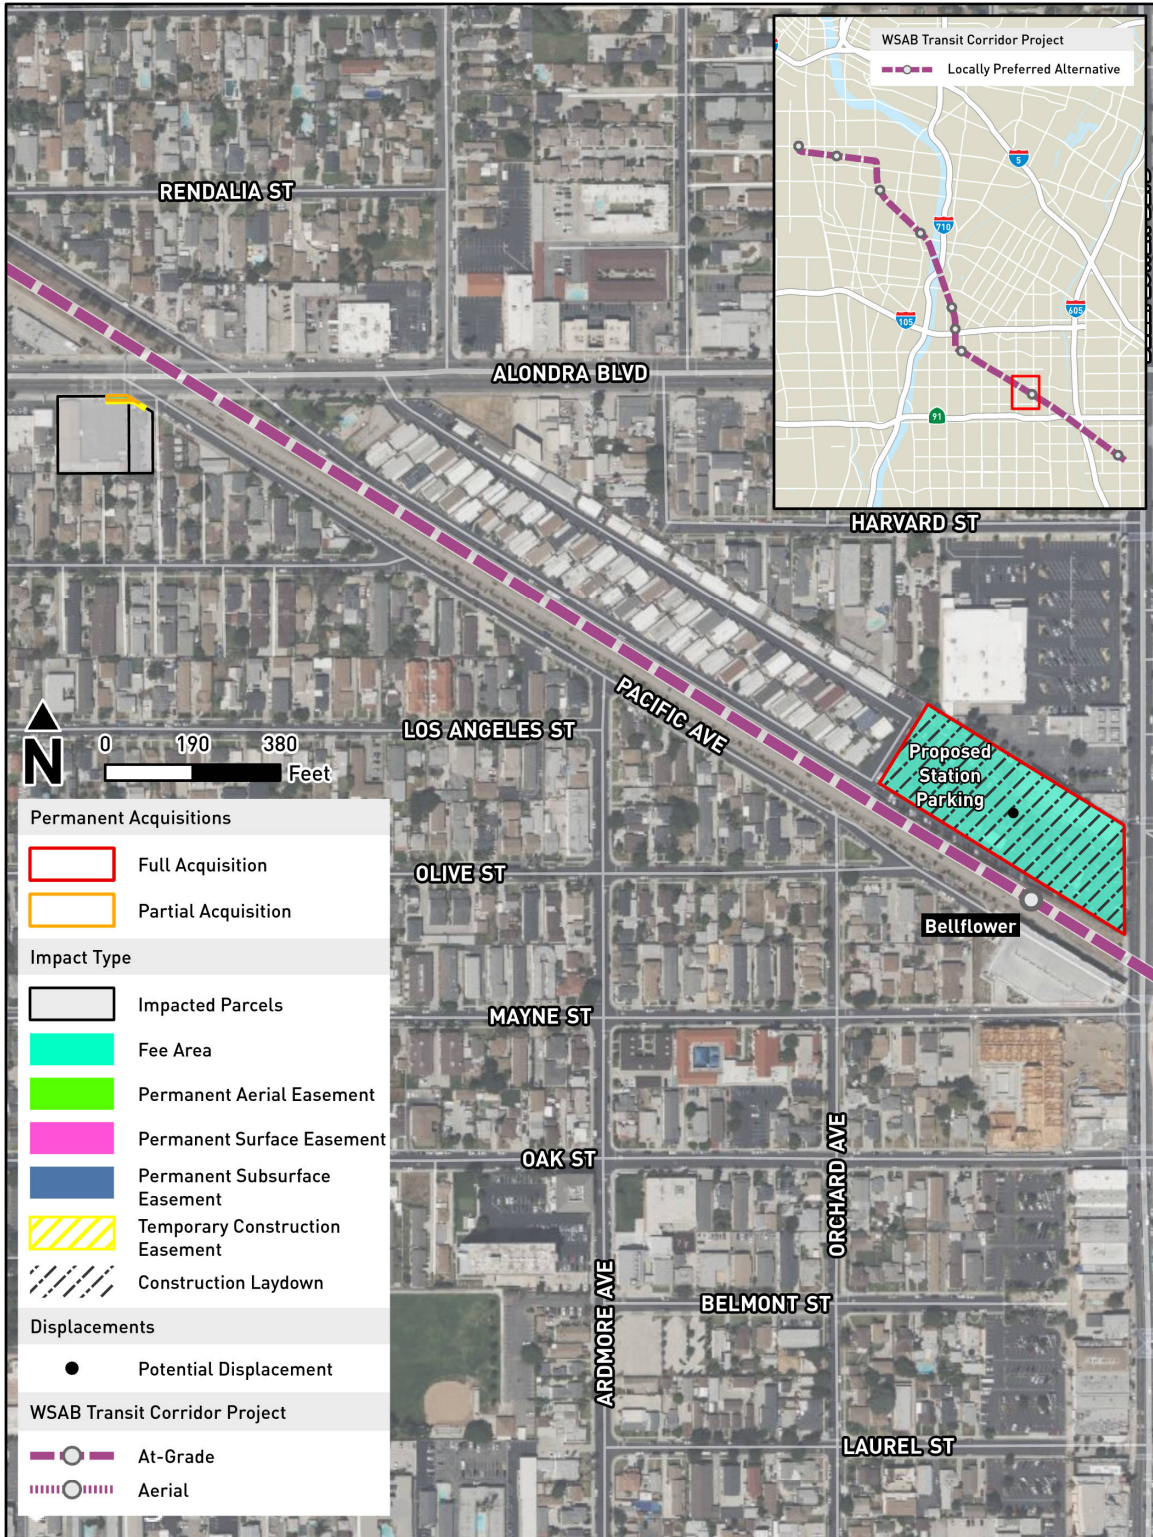 WSAB Transit Corridor Project
Locally Preferred Alternative
5
710
105
605
91
RENDALIA ST
ALONDRA BLVD
HARVARD ST
PACIFIC AVE
LOS ANGELES ST
N
0 190 380
Feet
Proposed
Station
Parking
OLIVE ST
Bellflower
MAYNE ST
OAK ST
ORCHARD AVE
BELMONT ST
ARDMORE AVE
LAUREL ST
Permanent Acquisitions
Full Acquisition
Partial Acquisition
Impact Type
Impacted Parcels
Fee Area
Permanent Aerial Easement
Permanent Surface Easement
Permanent Subsurface
Easement
Temporary Construction
Easement
Construction Laydown
Displacements
Potential Displacement
WSAB Transit Corridor Project
At-Grade
Aerial